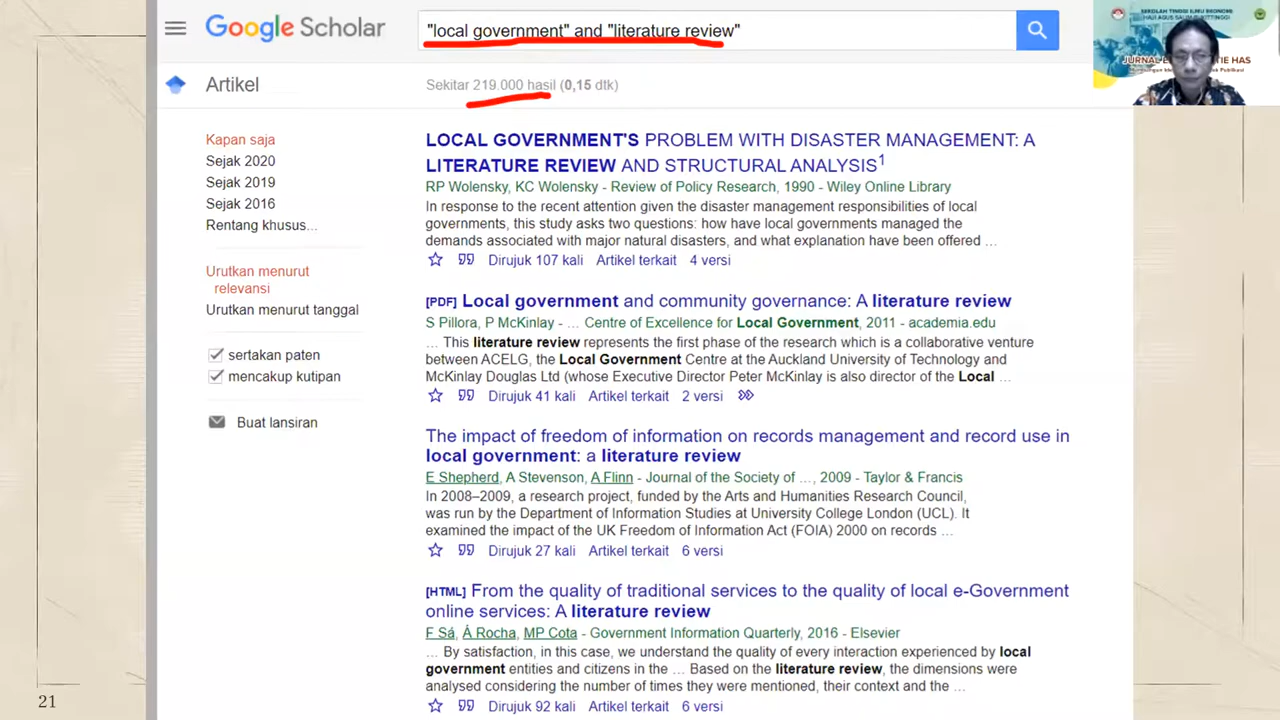 Google Scholar
"local government" and "literature review"
Artikel
Sekitar 219.000 hasil (0,15 dtk)
Kapan saja
Sejak 2020
Sejak 2019
Sejak 2016
Rentang khusus...
Urutkan menurut
relevansi
Urutkan menurut tanggal
sertakan paten
mencakup kutipan
Buat lansiran
LOCAL GOVERNMENT'S PROBLEM WITH DISASTER MANAGEMENT: A
LITERATURE REVIEW AND STRUCTURAL ANALYSIS1
RP Wolensky, KC Wolensky - Review of Policy Research, 1990 - Wiley Online Library
In response to the recent attention given the disaster management responsibilities of local
governments, this study asks two questions: how have local governments managed the
demands associated with major natural disasters, and what explanation have been offered ...
Dirujuk 107 kali Artikel terkait 4 versi
[PDF] Local government and community governance: A literature review
S Pillora, P McKinlay - ... Centre of Excellence for Local Government, 2011 - academia.edu
... This literature review represents the first phase of the research which is a collaborative venture
between ACELG, the Local Government Centre at the Auckland University of Technology and
McKinlay Douglas Ltd (whose Executive Director Peter McKinlay is also director of the Local ...
Dirujuk 41 kali Artikel terkait 2 versi
The impact of freedom of information on records management and record use in
local government: a literature review
E Shepherd, A Stevenson, A Flinn - Journal of the Society of ..., 2009 - Taylor & Francis
In 2008–2009, a research project, funded by the Arts and Humanities Research Council,
was run by the Department of Information Studies at University College London (UCL). It
examined the impact of the UK Freedom of Information Act (FOIA) 2000 on records ...
Dirujuk 27 kali Artikel terkait 6 versi
[HTML] From the quality of traditional services to the quality of local e-Government
online services: A literature review
F Sá, Á Rocha, MP Cota - Government Information Quarterly, 2016 - Elsevier
... By satisfaction, in this case, we understand the quality of every interaction experienced by local
government entities and citizens in the ... Based on the literature review, the dimensions were
analysed considering the number of times they were mentioned, their context and the ...
Dirujuk 92 kali Artikel terkait 6 versi
21
SEKOLAH TINGGI ILMU EKONOMI
HAJI AGUS SALIM BUKITTINGGI
JURNAL E TIE HAS
Publikasi